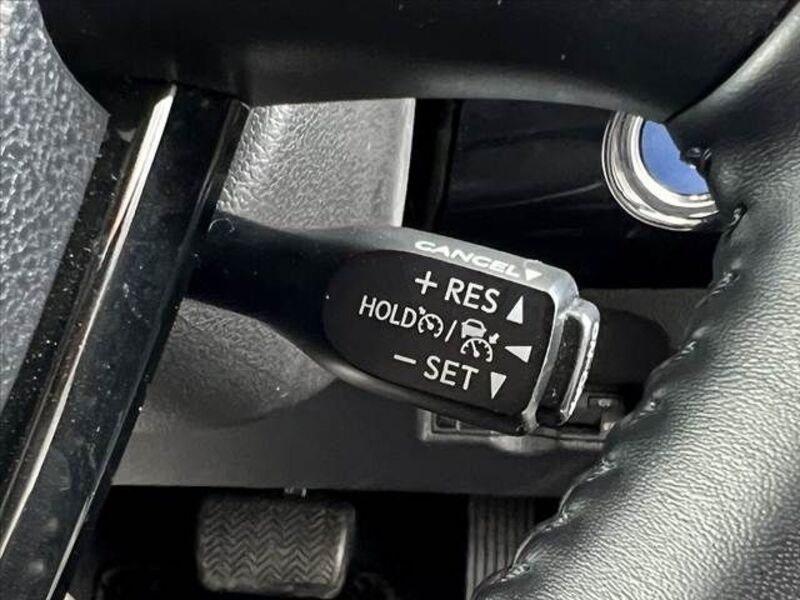 CANCEL▼
+RES▲
HOLD/◀
−SET▼